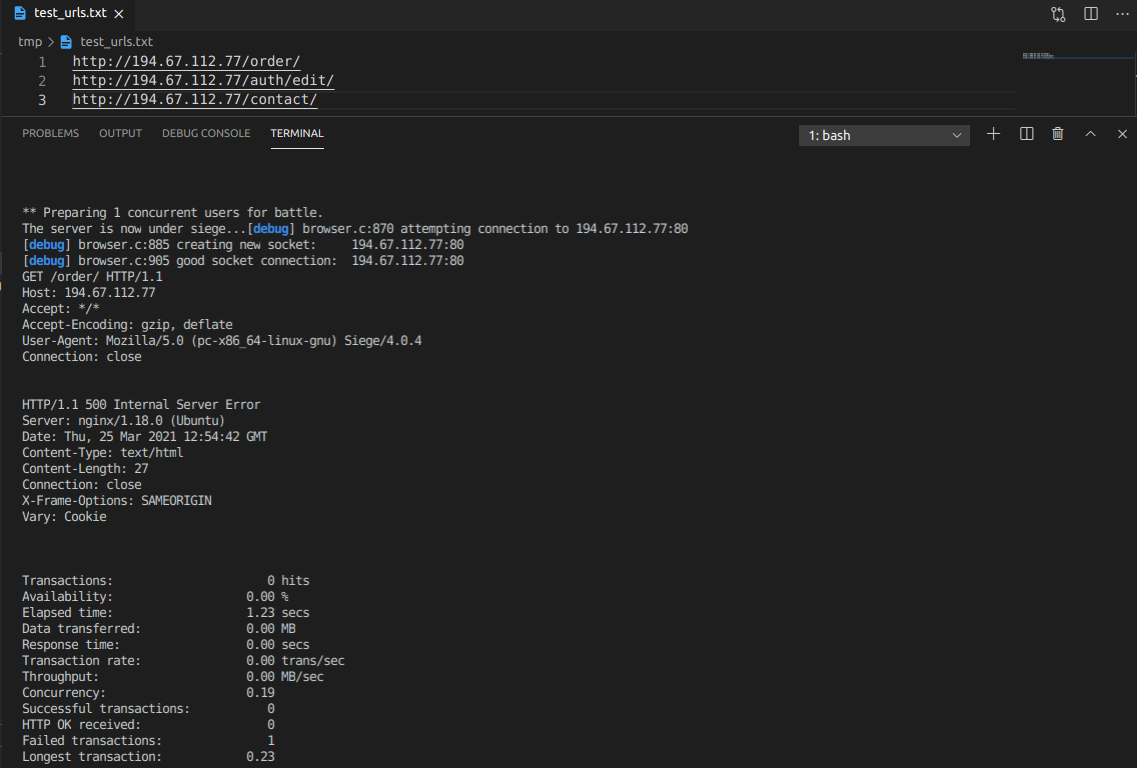 test_urls.txt
tmp > test_urls.txt
1 http://194.67.112.77/order/
2 http://194.67.112.77/auth/edit/
3 http://194.67.112.77/contact/
PROBLEMS OUTPUT DEBUG CONSOLE TERMINAL 1: bash
** Preparing 1 concurrent users for battle.
The server is now under siege...[debug] browser.c:870 attempting connection to 194.67.112.77:80
[debug] browser.c:885 creating new socket:     194.67.112.77:80
[debug] browser.c:905 good socket connection:  194.67.112.77:80
GET /order/ HTTP/1.1
Host: 194.67.112.77
Accept: */*
Accept-Encoding: gzip, deflate
User-Agent: Mozilla/5.0 (pc-x86_64-linux-gnu) Siege/4.0.4
Connection: close
HTTP/1.1 500 Internal Server Error
Server: nginx/1.18.0 (Ubuntu)
Date: Thu, 25 Mar 2021 12:54:42 GMT
Content-Type: text/html
Content-Length: 27
Connection: close
X-Frame-Options: SAMEORIGIN
Vary: Cookie
Transactions:                      0 hits
Availability:                   0.00 %
Elapsed time:                   1.23 secs
Data transferred:               0.00 MB
Response time:                  0.00 secs
Transaction rate:               0.00 trans/sec
Throughput:                     0.00 MB/sec
Concurrency:                    0.19
Successful transactions:           0
HTTP OK received:                  0
Failed transactions:               1
Longest transaction:            0.23